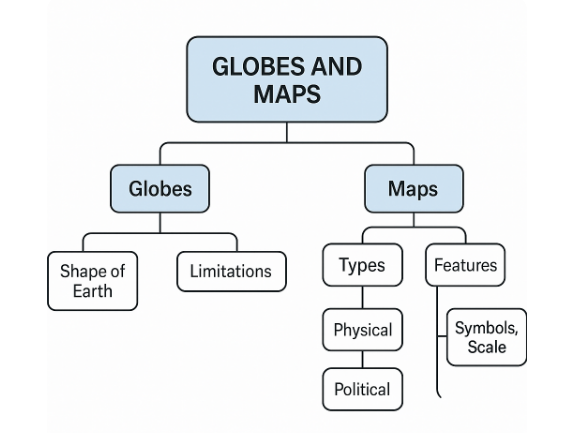 GLOBES AND
MAPS
Globes
Maps
Shape of
Earth
Limitations
Types
Features
Physical
Symbols,
Scale
Political